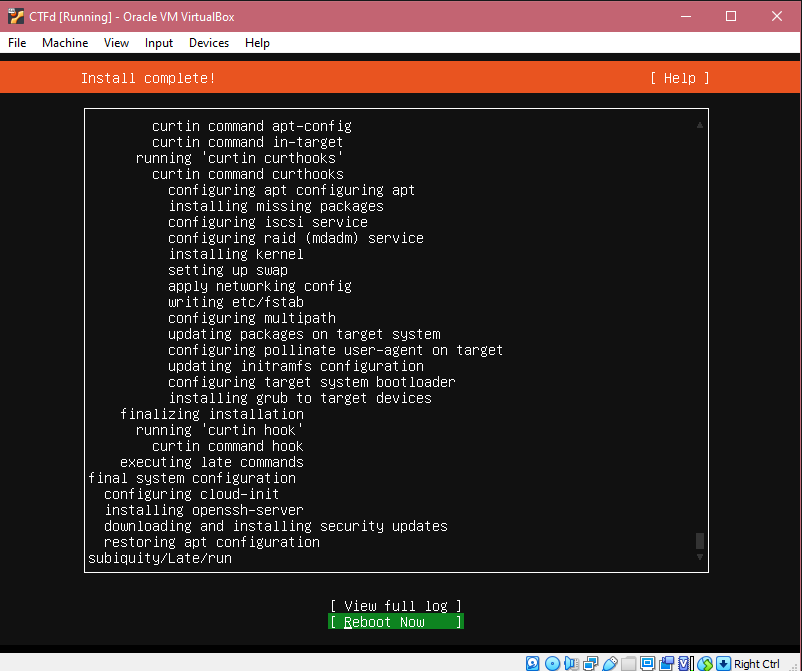 CTFd [Running] - Oracle VM VirtualBox
File Machine View Input Devices Help
Install complete! [ Help ]
curtin command apt-config
curtin command in-target
running 'curtin curthooks'
curtin command curthooks
configuring apt configuring apt
installing missing packages
configuring iscsi service
configuring raid (mdadm) service
installing kernel
setting up swap
apply networking config
writing etc/fstab
configuring multipath
updating packages on target system
configuring pollinate user-agent on target
updating initramfs configuration
configuring target system bootloader
installing grub to target devices
finalizing installation
running 'curtin hook'
curtin command hook
executing late commands
final system configuration
configuring cloud-init
installing openssh-server
downloading and installing security updates
restoring apt configuration
subiquity/Late/run
[ View full log ]
[ Reboot Now ]
Right Ctrl